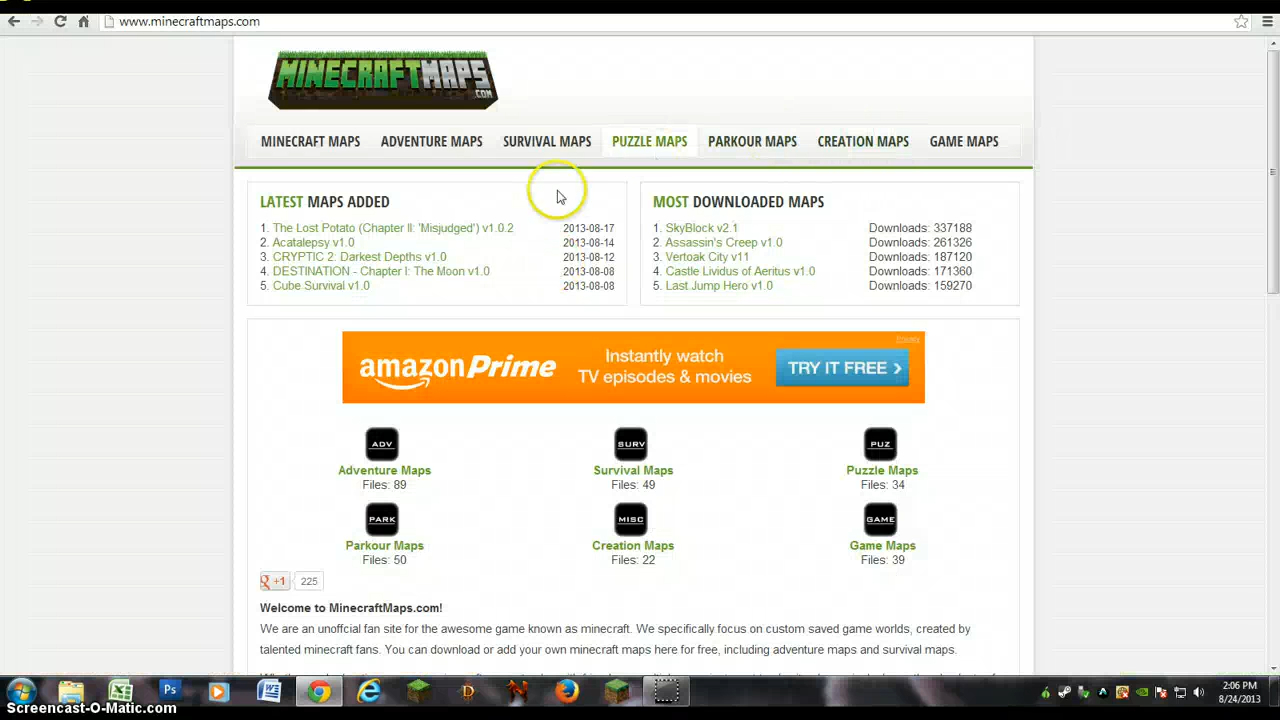 www.minecraftmaps.com
MINECRAFTMAPS
.COM
MINECRAFT MAPS ADVENTURE MAPS SURVIVAL MAPS PUZZLE MAPS PARKOUR MAPS CREATION MAPS GAME MAPS
LATEST MAPS ADDED
1. The Lost Potato (Chapter II: 'Misjudged') v1.0.2 2013-08-17
2. Acatalepsy v1.0 2013-08-14
3. CRYPTIC 2: Darkest Depths v1.0 2013-08-12
4. DESTINATION - Chapter I: The Moon v1.0 2013-08-08
5. Cube Survival v1.0 2013-08-08
MOST DOWNLOADED MAPS
1. SkyBlock v2.1 Downloads: 337188
2. Assassin's Creep v1.0 Downloads: 261326
3. Vertoak City v11 Downloads: 187120
4. Castle Lividus of Aeritus v1.0 Downloads: 171360
5. Last Jump Hero v1.0 Downloads: 159270
amazonPrime
Instantly watch
TV episodes & movies
TRY IT FREE
ADV SURV PUZ
Adventure Maps Survival Maps Puzzle Maps
Files: 89 Files: 49 Files: 34
PARK MISC GAME
Parkour Maps Creation Maps Game Maps
Files: 50 Files: 22 Files: 39
g +1 225
Welcome to MinecraftMaps.com!
We are an unoffcial fan site for the awesome game known as minecraft. We specifically focus on custom saved game worlds, created by
talented minecraft fans. You can download or add your own minecraft maps here for free, including adventure maps and survival maps.
Ps W D
2:06 PM
8/24/2013
Screencast-O-Matic.com